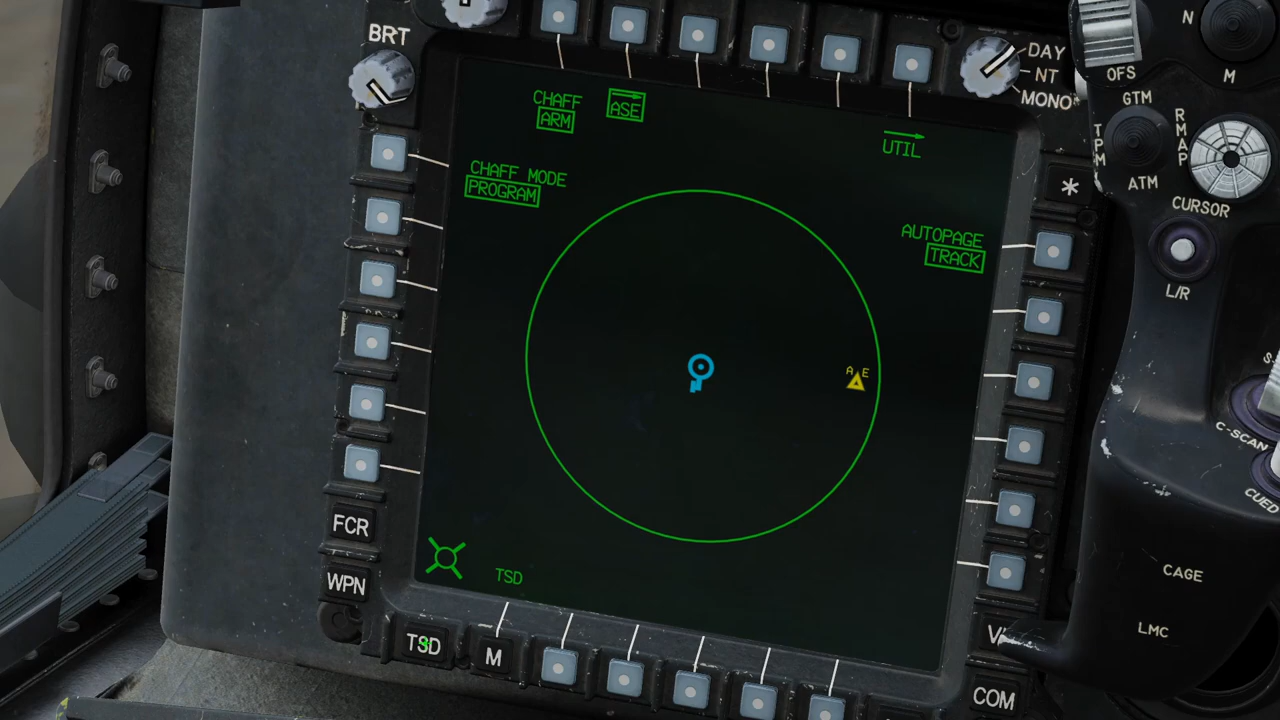 BRT
DAY
NT
MONO
CHAFF
ARM
ASE
UTIL
CHAFF MODE
PROGRAM
AUTOPAGE
TRACK
A E
TSD
FCR
WPN
TSD
M
COM
*
OFS
N
M
GTM
TPM
RMAP
ATM
CURSOR
L/R
C-SCAN
CUED
CAGE
LMC